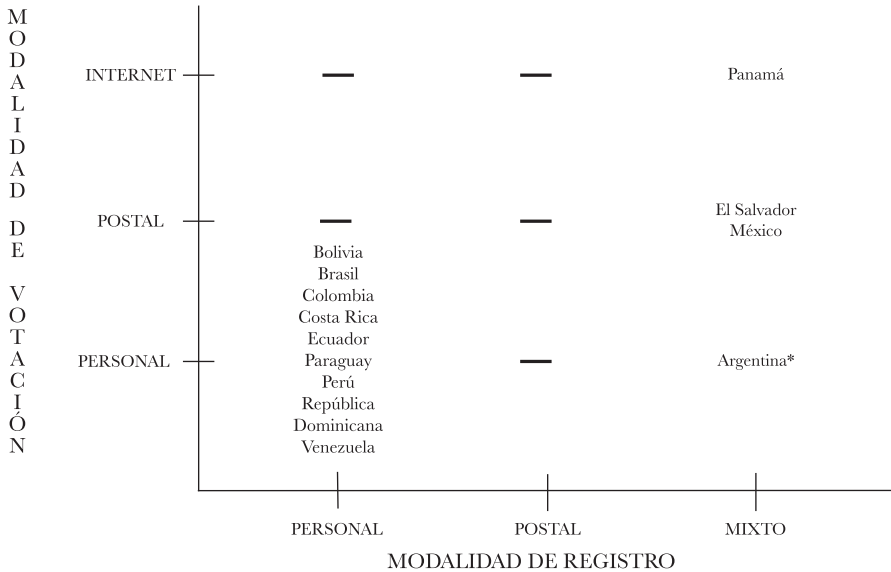 MODALIDAD DE VOTACIÓN
INTERNET
Panamá
POSTAL
El Salvador
México
Bolivia
Brasil
Colombia
Costa Rica
Ecuador
PERSONAL
Paraguay
Argentina*
Perú
República
Dominicana
Venezuela
PERSONAL
POSTAL
MIXTO
MODALIDAD DE REGISTRO